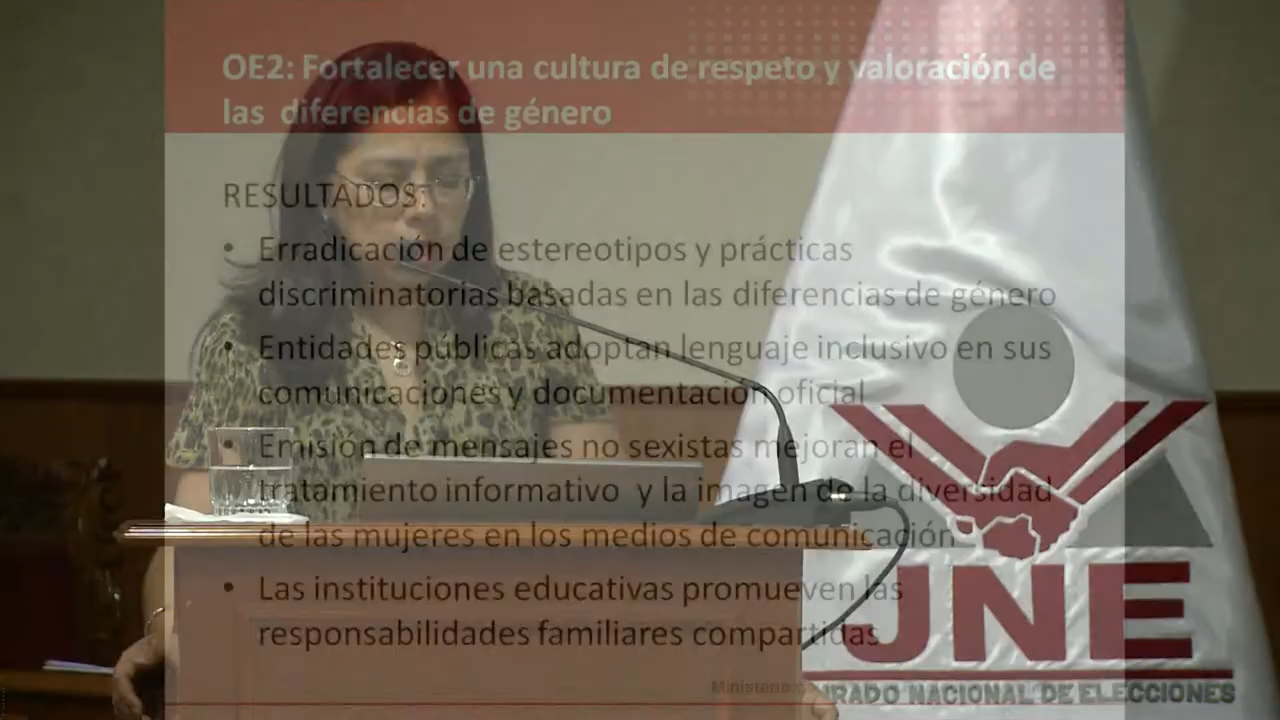 OE2: Fortalecer una cultura de respeto y valoración de
las diferencias de género
RESULTADOS:
• Erradicación de estereotipos y prácticas
discriminatorias basadas en las diferencias de género
• Entidades públicas adoptan lenguaje inclusivo en sus
comunicaciones y documentación oficial
• Emisión de mensajes no sexistas mejoran el
tratamiento informativo y la imagen de la diversidad
de las mujeres en los medios de comunicación
• Las instituciones educativas promueven las
responsabilidades familiares compartidas
Ministerio
JNE
JURADO NACIONAL DE ELECCIONES